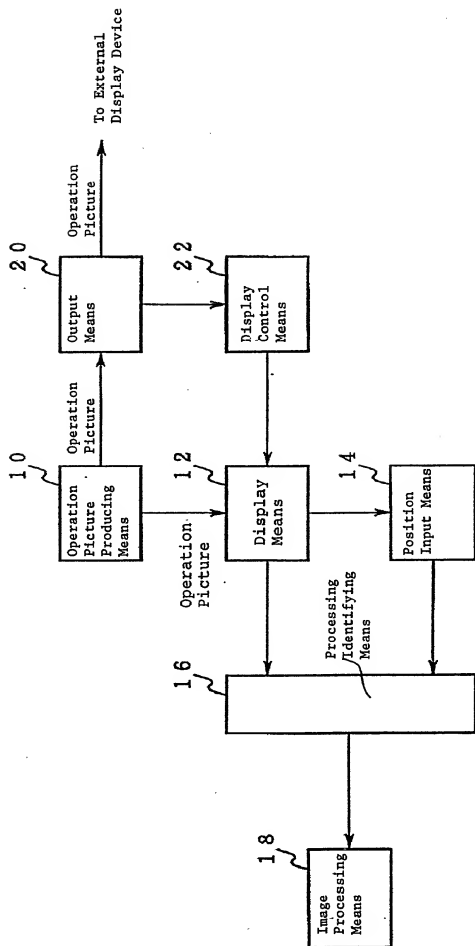 To External
Display Device
Operation
Picture
20
Output
Means
22
Display
Control
Means
Operation
Picture
10
Operation
Picture
Producing
Means
Operation
Picture
12
Display
Means
14
Position
Input Means
16
Processing
Identifying
Means
18
Image
Processing
Means